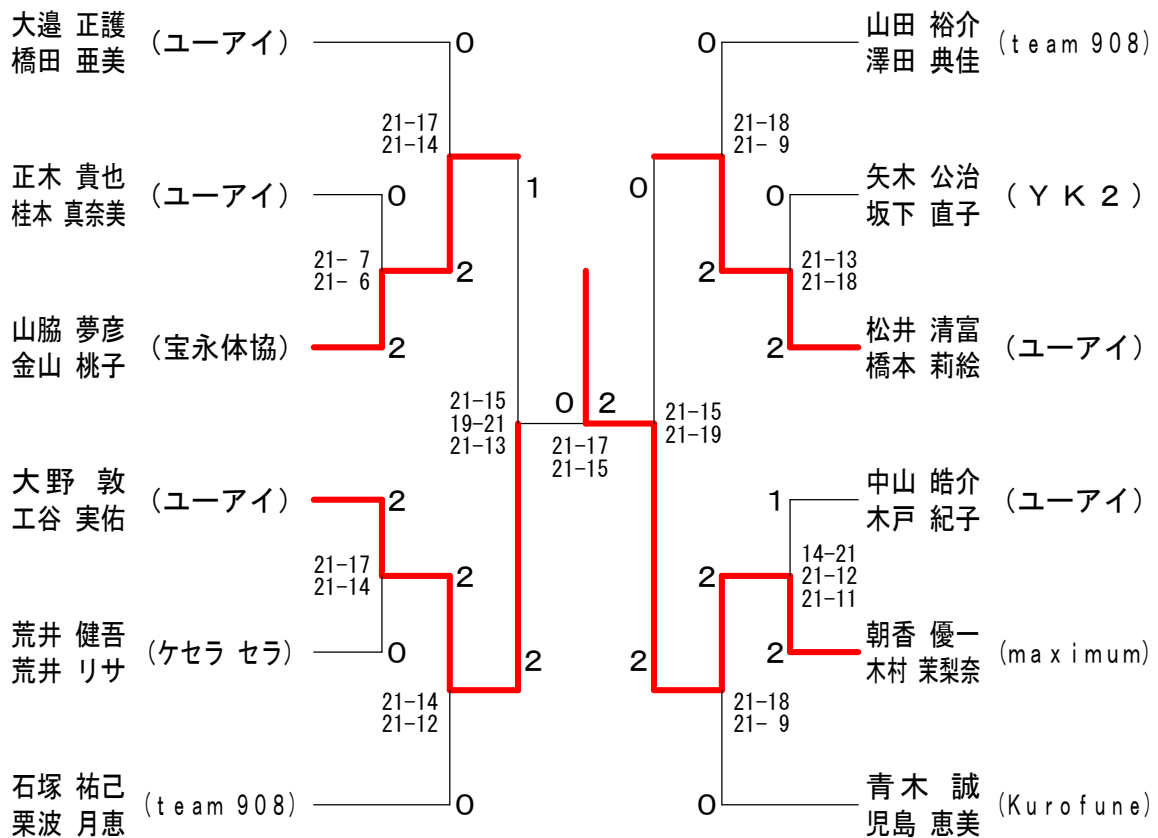 大邉 正護
橋田 亜美
(ユーアイ)
0
21-17
21-14
正木 貴也
桂本 真奈美
(ユーアイ)
0
1
21- 7
21- 6
2
山脇 夢彦
金山 桃子
(宝永体協)
2
21-15
19-21
21-13
0
2
21-17
21-15
大野 敦
工谷 実佑
(ユーアイ)
2
21-17
21-14
2
荒井 健吾
荒井 リサ
(ケセラ セラ)
0
2
21-14
21-12
石塚 祐己
栗波 月恵
(team 908)
0
0
山田 裕介
澤田 典佳
(team 908)
21-18
21- 9
0
0
矢木 公治
坂下 直子
(YK2)
2
21-13
21-18
2
松井 清富
橋本 莉絵
(ユーアイ)
21-15
21-19
1
中山 皓介
木戸 紀子
(ユーアイ)
2
14-21
21-12
21-11
2
2
朝香 優一
木村 茉梨奈
(maximum)
21-18
21- 9
0
青木 誠
児島 恵美
(Kurofune)